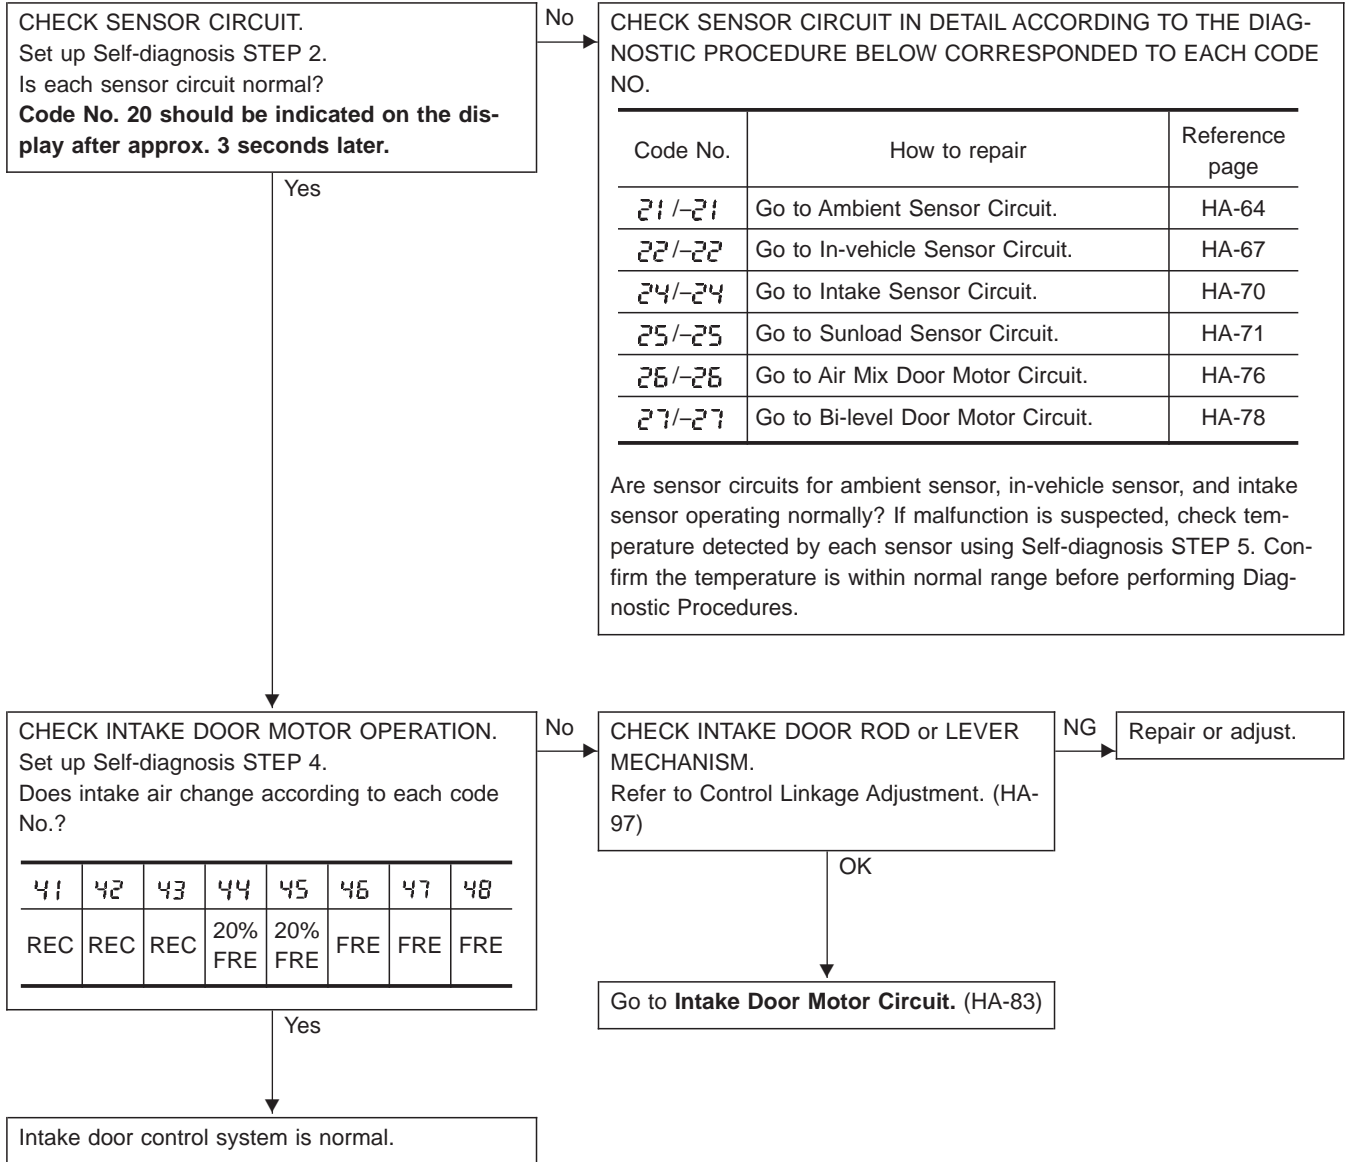 CHECK SENSOR CIRCUIT.
Set up Self-diagnosis STEP 2.
Is each sensor circuit normal?
Code No. 20 should be indicated on the dis-
play after approx. 3 seconds later.
No
CHECK SENSOR CIRCUIT IN DETAIL ACCORDING TO THE DIAG-
NOSTIC PROCEDURE BELOW CORRESPONDED TO EACH CODE
NO.
Code No. How to repair Reference
page
21 /–21 Go to Ambient Sensor Circuit. HA-64
22 /–22 Go to In-vehicle Sensor Circuit. HA-67
24/–24 Go to Intake Sensor Circuit. HA-70
25 /–25 Go to Sunload Sensor Circuit. HA-71
26 /–26 Go to Air Mix Door Motor Circuit. HA-76
27/–27 Go to Bi-level Door Motor Circuit. HA-78
Are sensor circuits for ambient sensor, in-vehicle sensor, and intake
sensor operating normally? If malfunction is suspected, check tem-
perature detected by each sensor using Self-diagnosis STEP 5. Con-
firm the temperature is within normal range before performing Diag-
nostic Procedures.
Yes
CHECK INTAKE DOOR MOTOR OPERATION.
Set up Self-diagnosis STEP 4.
Does intake air change according to each code
No.?
41 42 43 44 45 46 47 48
REC REC REC 20% FRE 20% FRE FRE FRE FRE
No
CHECK INTAKE DOOR ROD or LEVER
MECHANISM.
Refer to Control Linkage Adjustment. (HA-
97)
NG
Repair or adjust.
OK
Go to Intake Door Motor Circuit. (HA-83)
Yes
Intake door control system is normal.